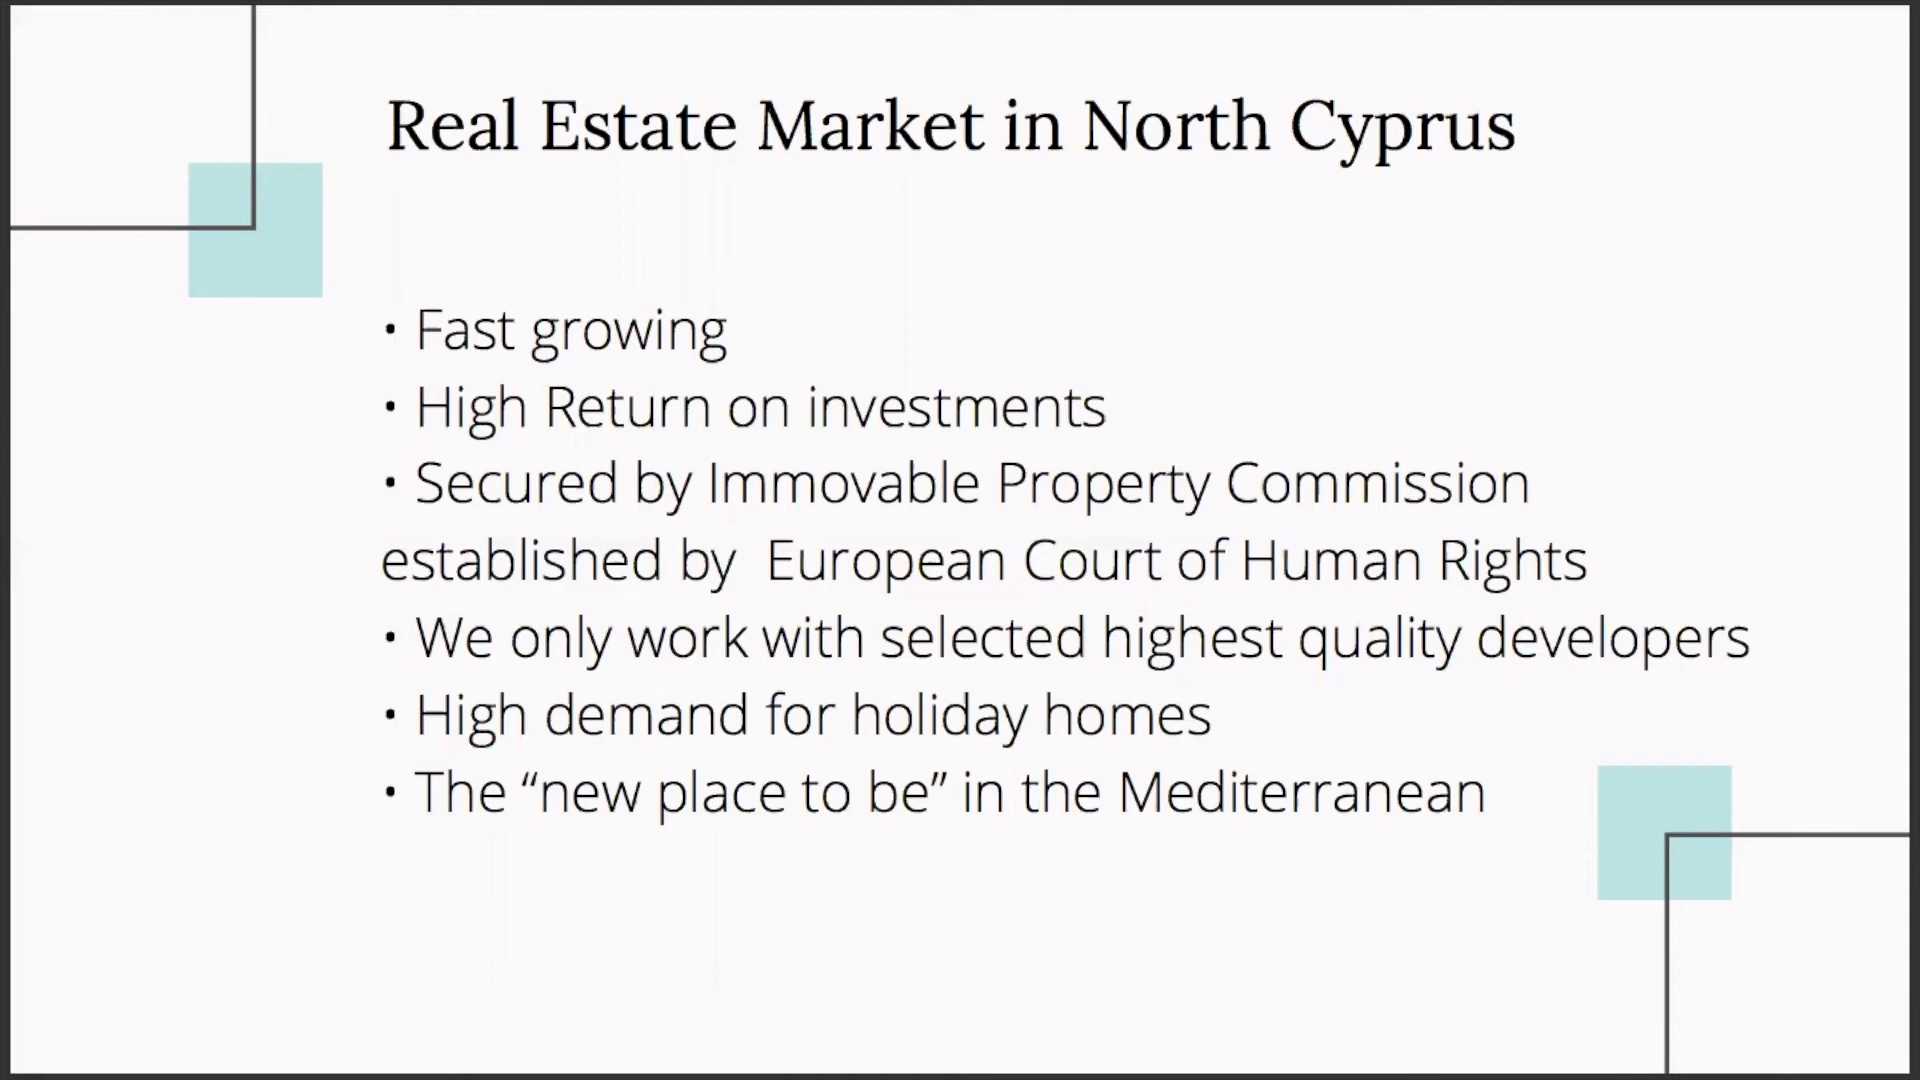 Real Estate Market in North Cyprus
• Fast growing
• High Return on investments
• Secured by Immovable Property Commission
established by  European Court of Human Rights
• We only work with selected highest quality developers
• High demand for holiday homes
• The “new place to be” in the Mediterranean